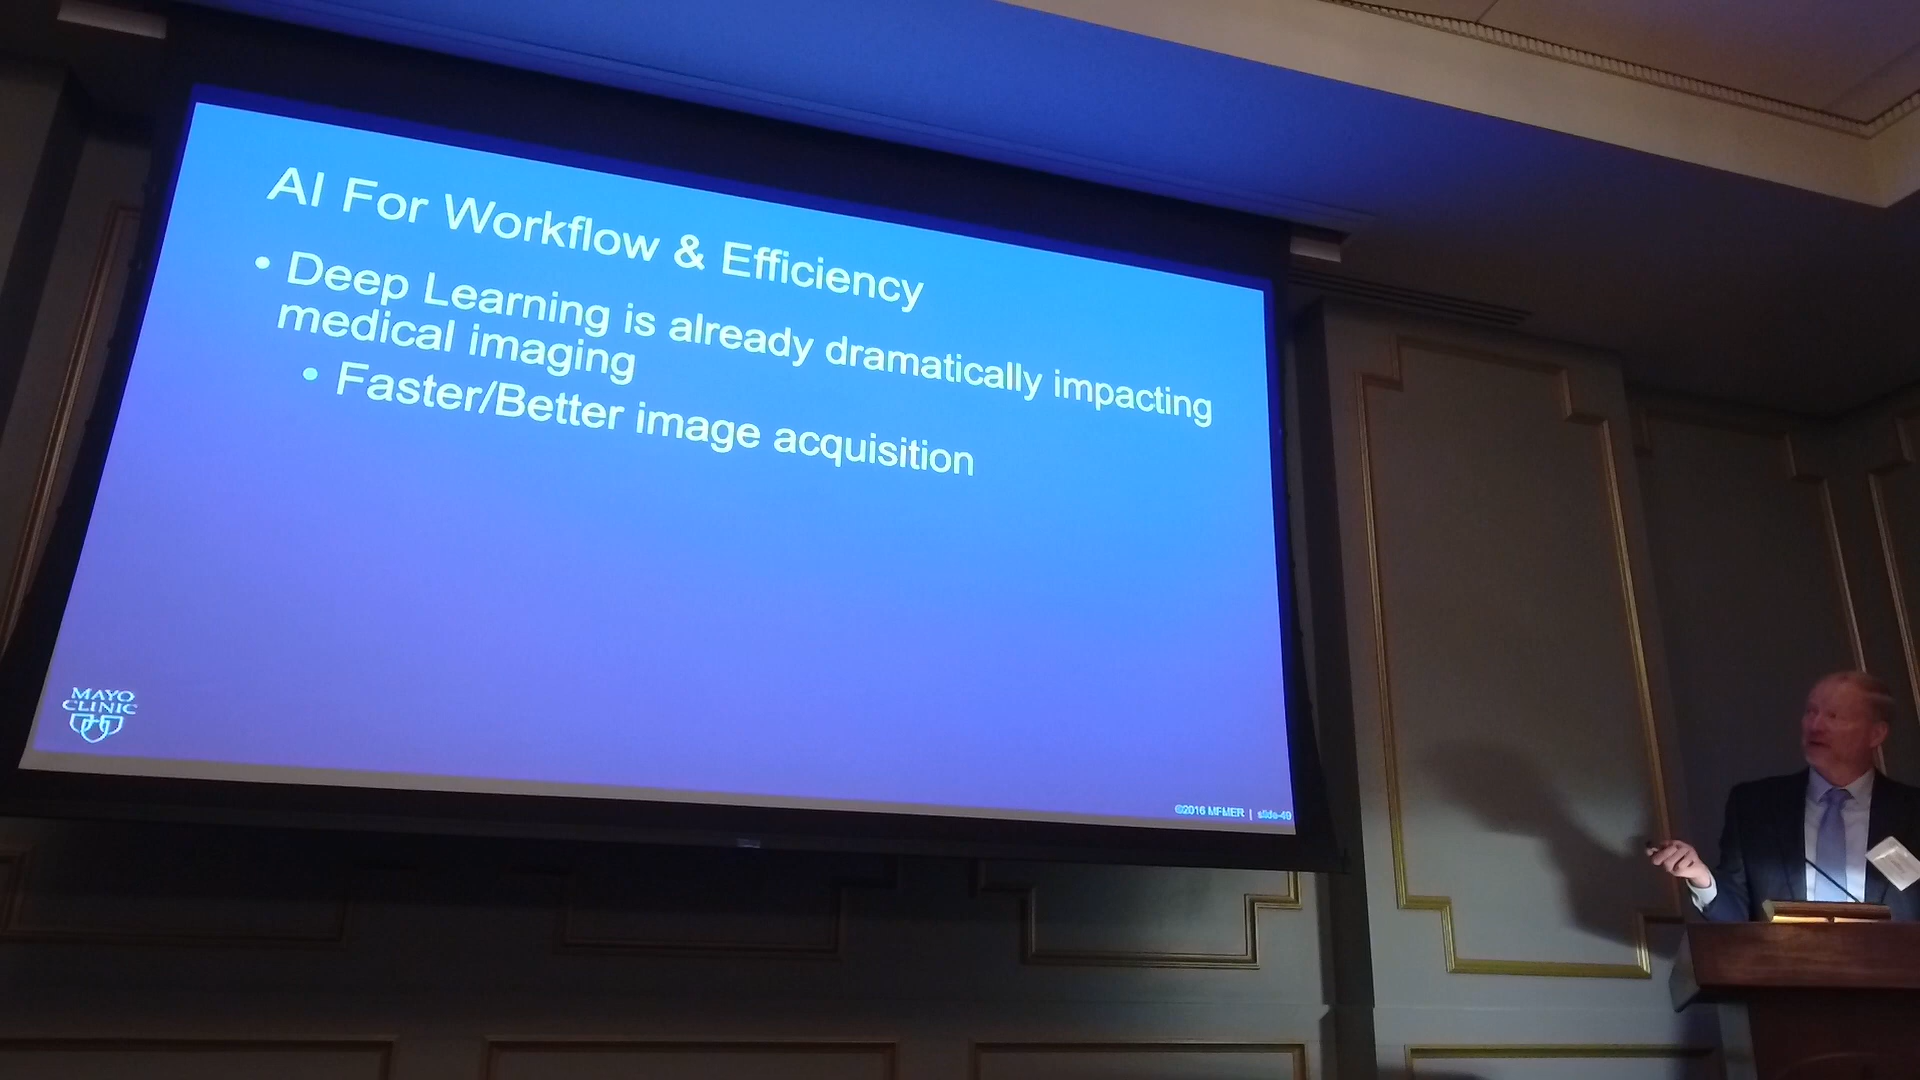 AI For Workflow & Efficiency
• Deep Learning is already dramatically impacting
medical imaging
• Faster/Better image acquisition
MAYO
CLINIC
©2016 MFMER | slide-49